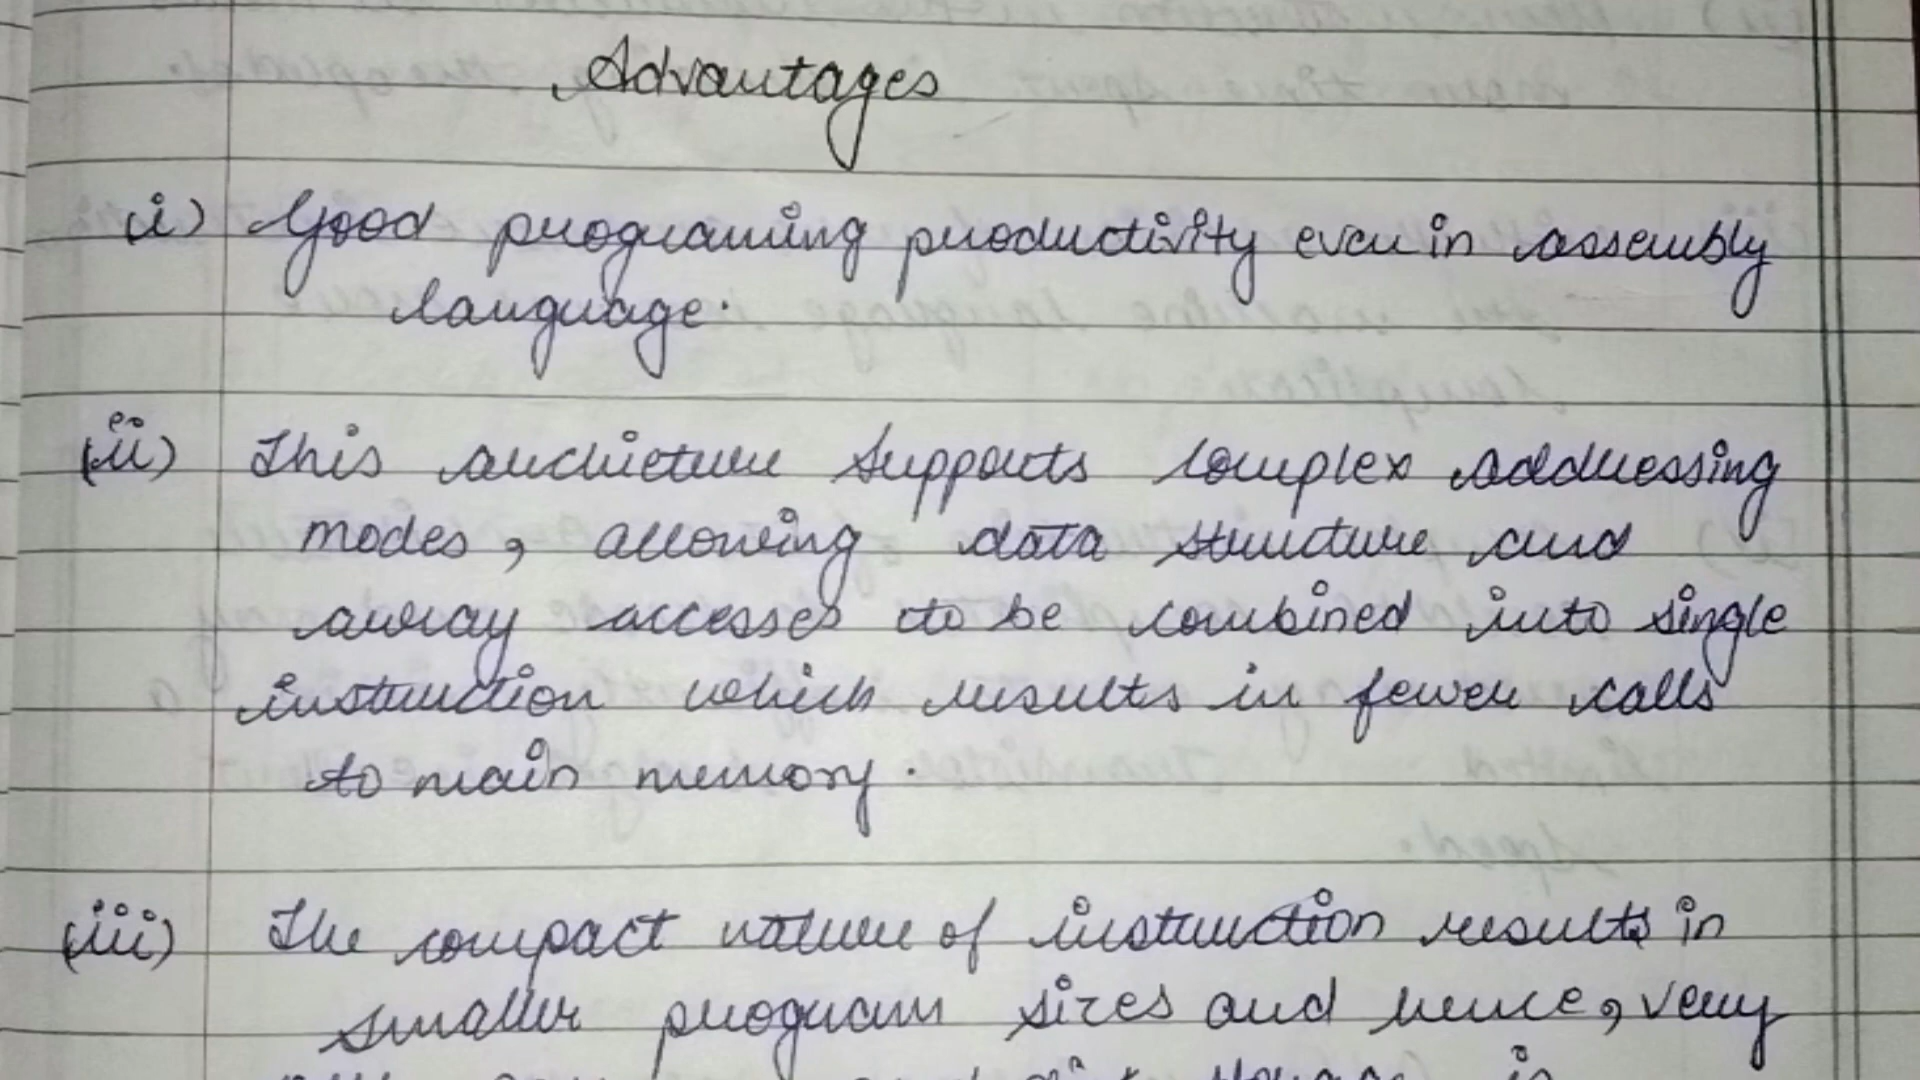 Advantages
i) Good programing productivity even in assembly
language.
(ii) This archicture supports complex addressing
modes, allowing data structure and
array accesses to be combined into single
instruction which results in fewer calls
to main memory.
(iii) The compact nature of instruction results in
smaller program sizes and hence, very